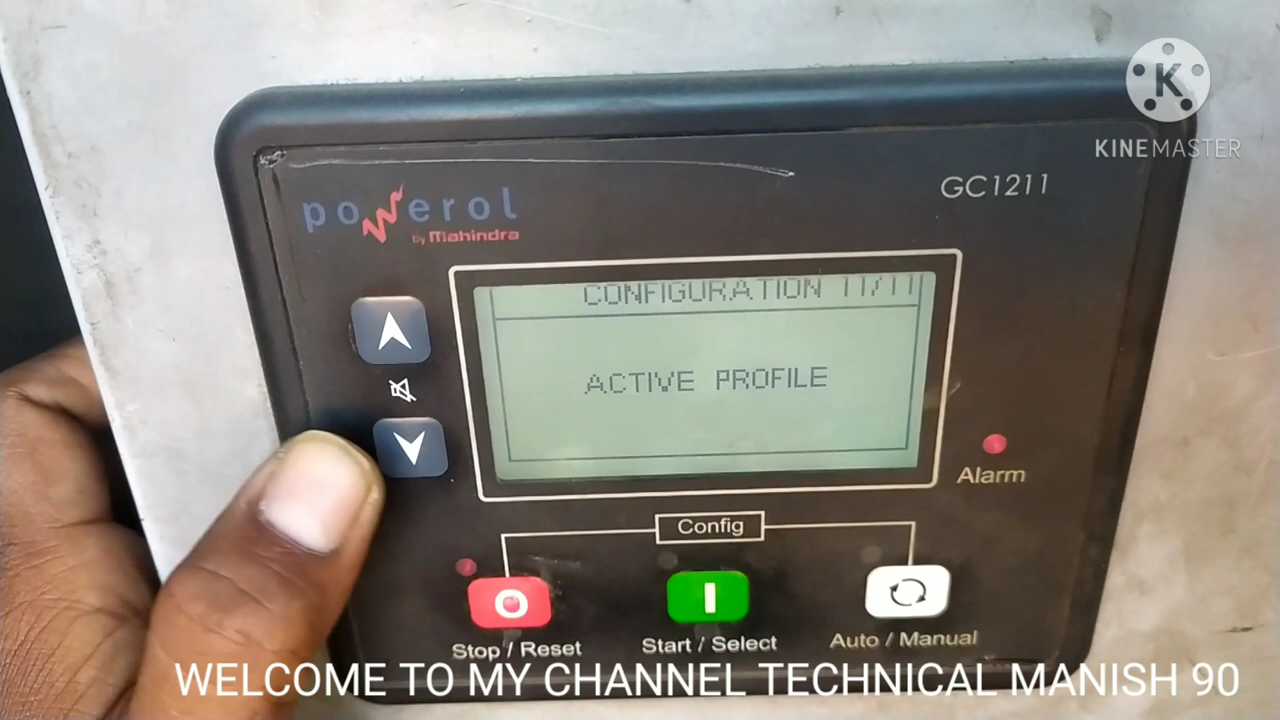 K
KINEMASTER
powerol
by Mahindra
GC1211
CONFIGURATION 11/11
ACTIVE PROFILE
Alarm
Config
Stop / Reset
Start / Select
Auto / Manual
WELCOME TO MY CHANNEL TECHNICAL MANISH 90